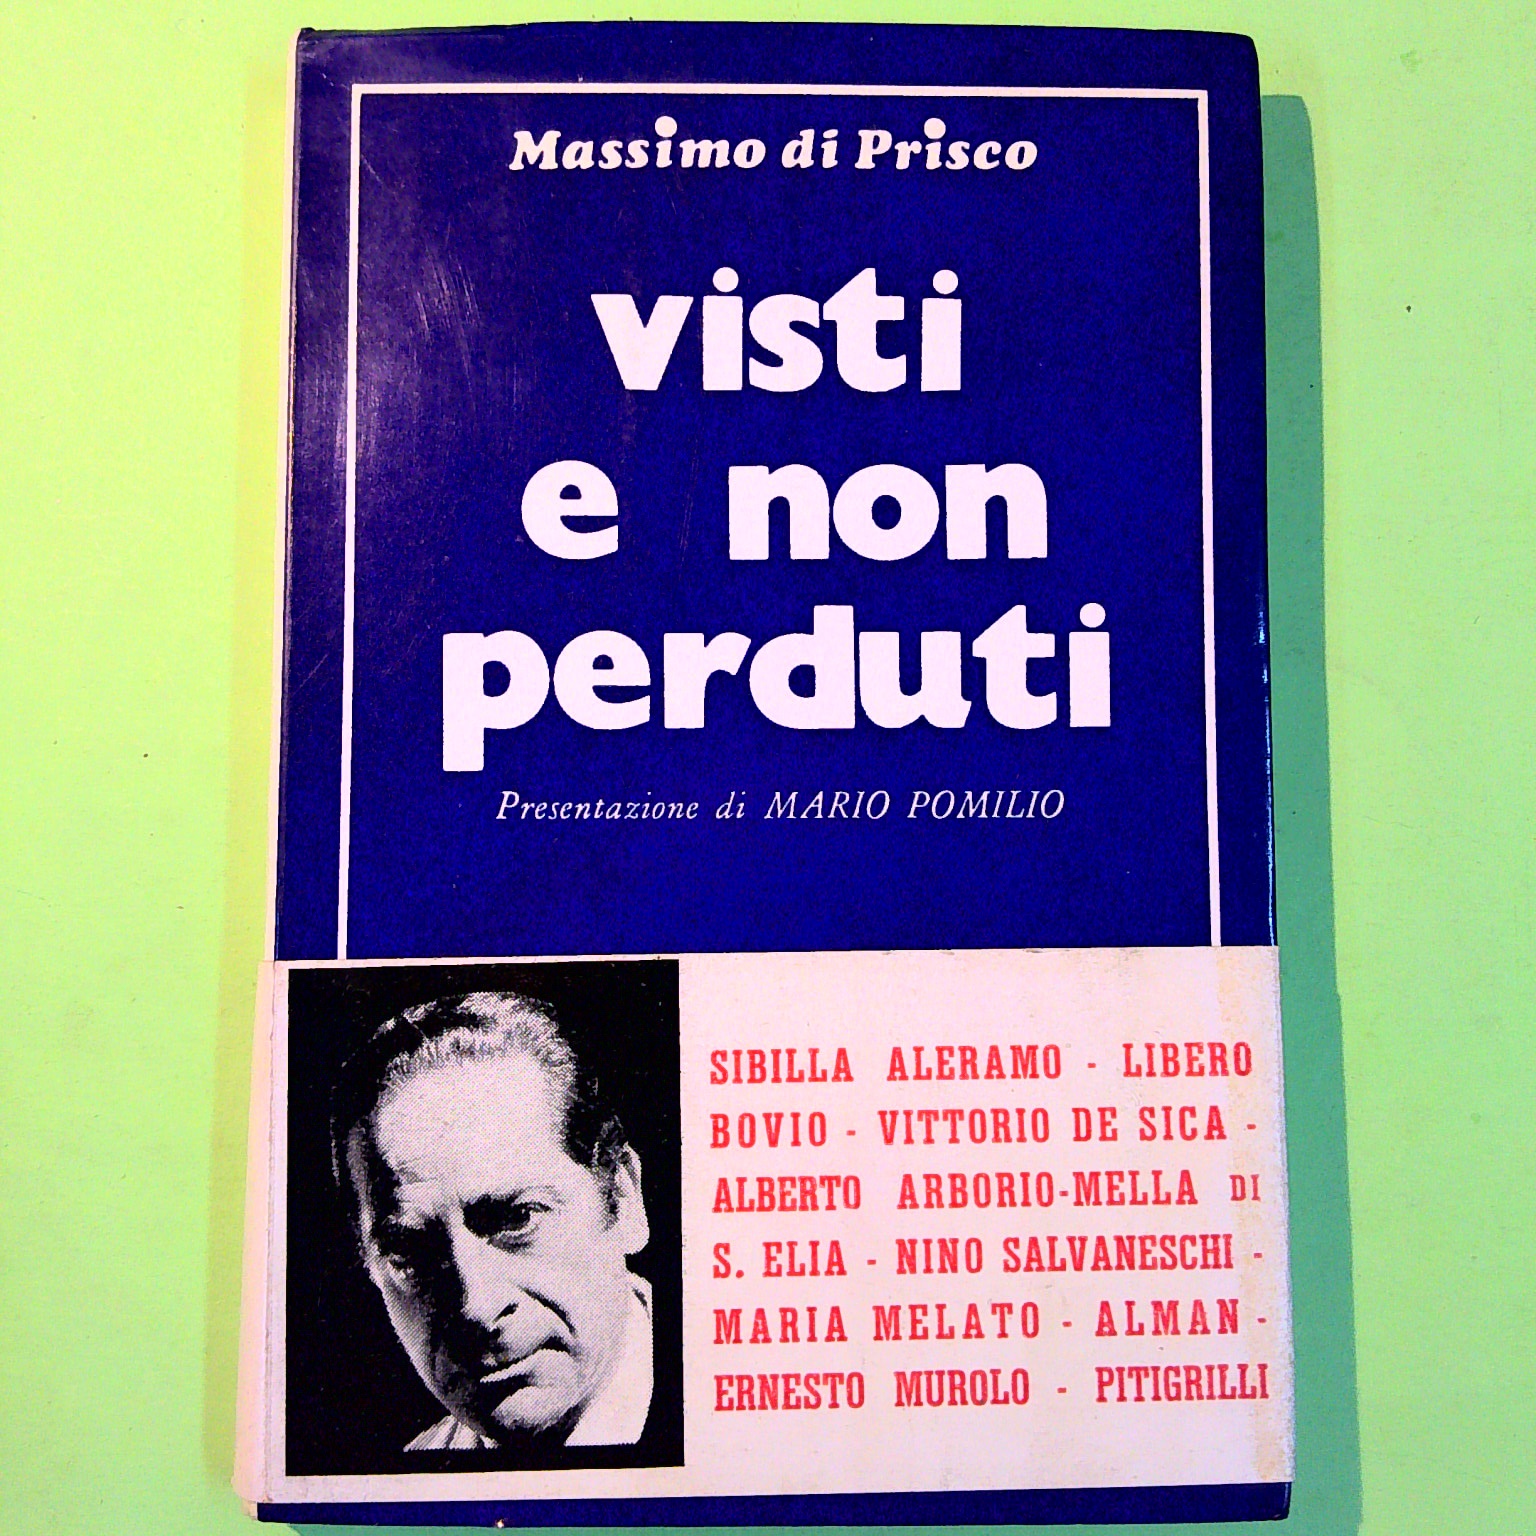 Massimo di Prisco
visti
e non
perduti
Presentazione di MARIO POMILIO
SIBILLA ALERAMO - LIBERO
BOVIO - VITTORIO DE SICA -
ALBERTO ARBORIO-MELLA DI
S. ELIA - NINO SALVANESCHI -
MARIA MELATO - ALMAN -
ERNESTO MUROLO - PITIGRILLI